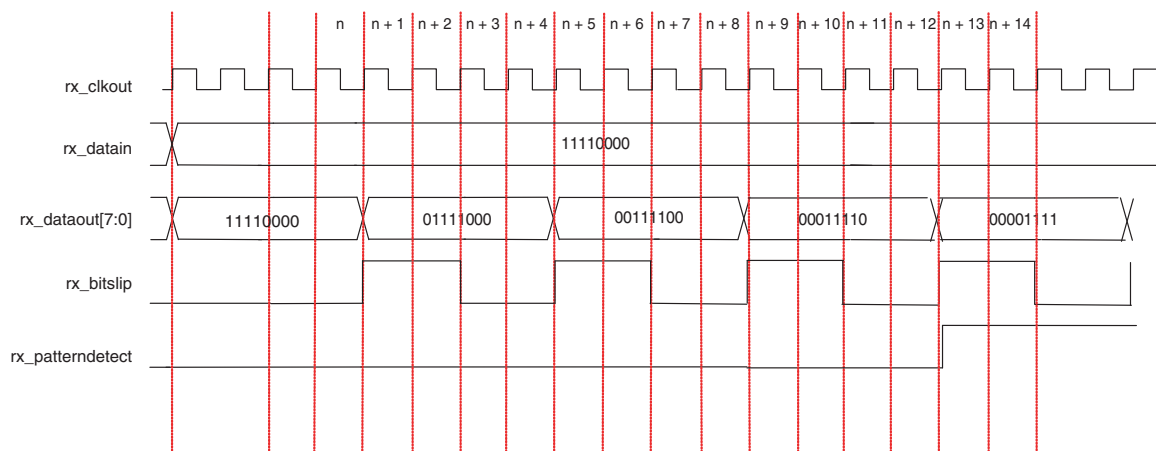 n n + 1 n + 2 n + 3 n + 4 n + 5 n + 6 n + 7 n + 8 n + 9 n + 10 n + 11 n + 12 n + 13 n + 14
rx_clkout
rx_datain 11110000
rx_dataout[7:0] 11110000 01111000 00111100 00011110 00001111
rx_bitslip
rx_patterndetect